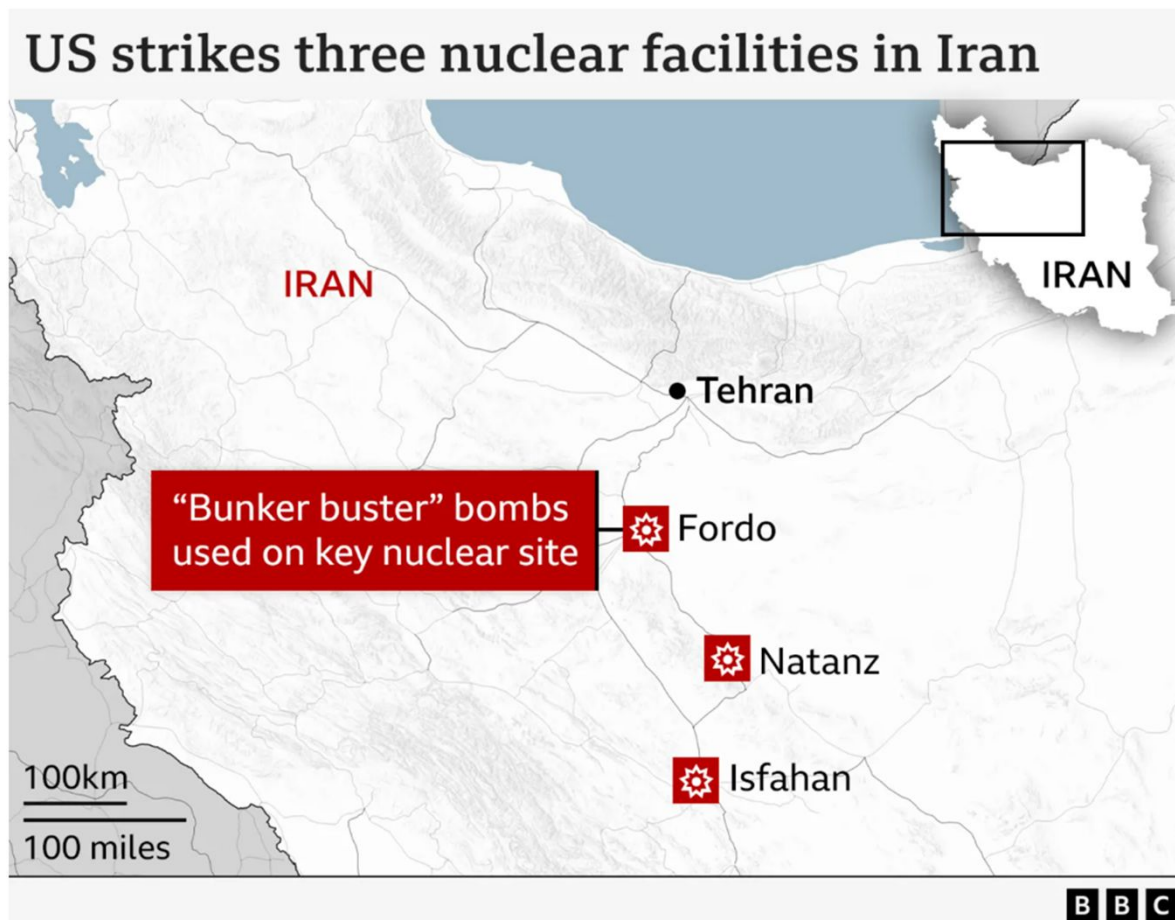 US strikes three nuclear facilities in Iran
IRAN
IRAN
Tehran
“Bunker buster” bombs
used on key nuclear site
Fordo
Natanz
Isfahan
100km
100 miles
BBC